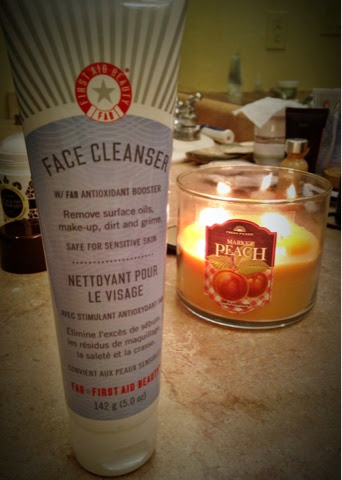 FIRST AID BEAUTY
FAB
FACE CLEANSER
W/ FAB ANTIOXIDANT BOOSTER
Remove surface oils,
make-up, dirt and grime.
SAFE FOR SENSITIVE SKIN
NETTOYANT POUR
LE VISAGE
AVEC STIMULANT ANTIOXYDANT
Élimine l'excès de sébum,
les résidus de maquillage,
la saleté et la crasse.
CONVIENT AUX PEAUX
FAB = FIRST AID BEAUTY
142 g (5.0 oz)
MARKET
PEACH